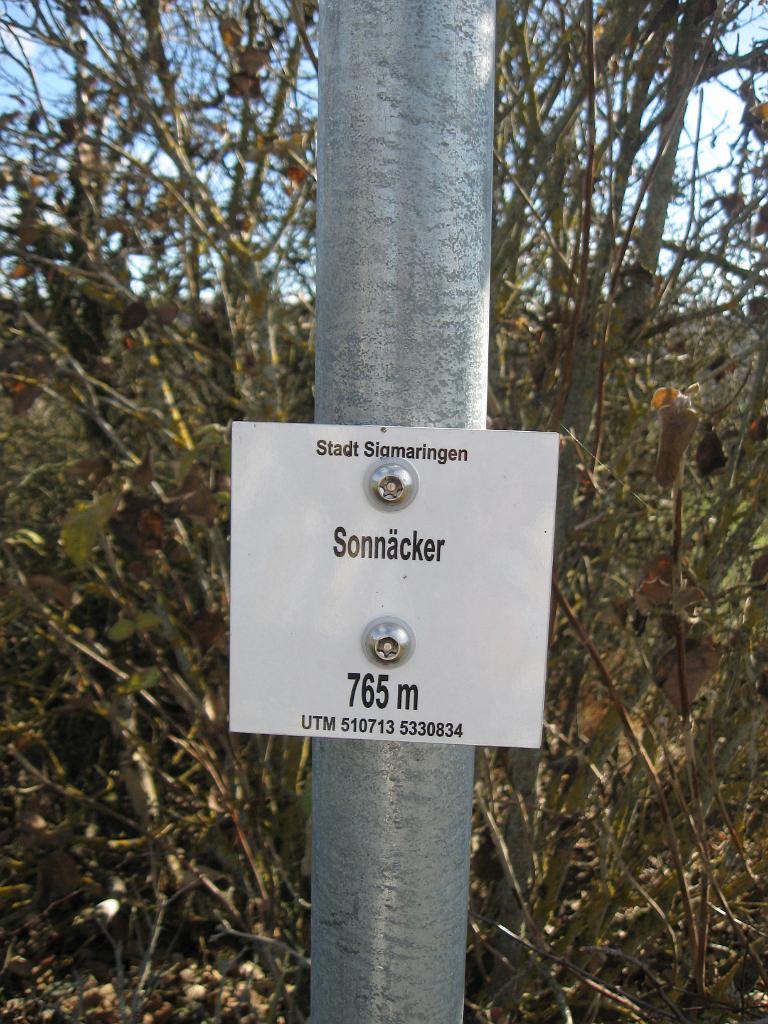 Stadt Sigmaringen
Sonnäcker
765 m
UTM 510713 5330834